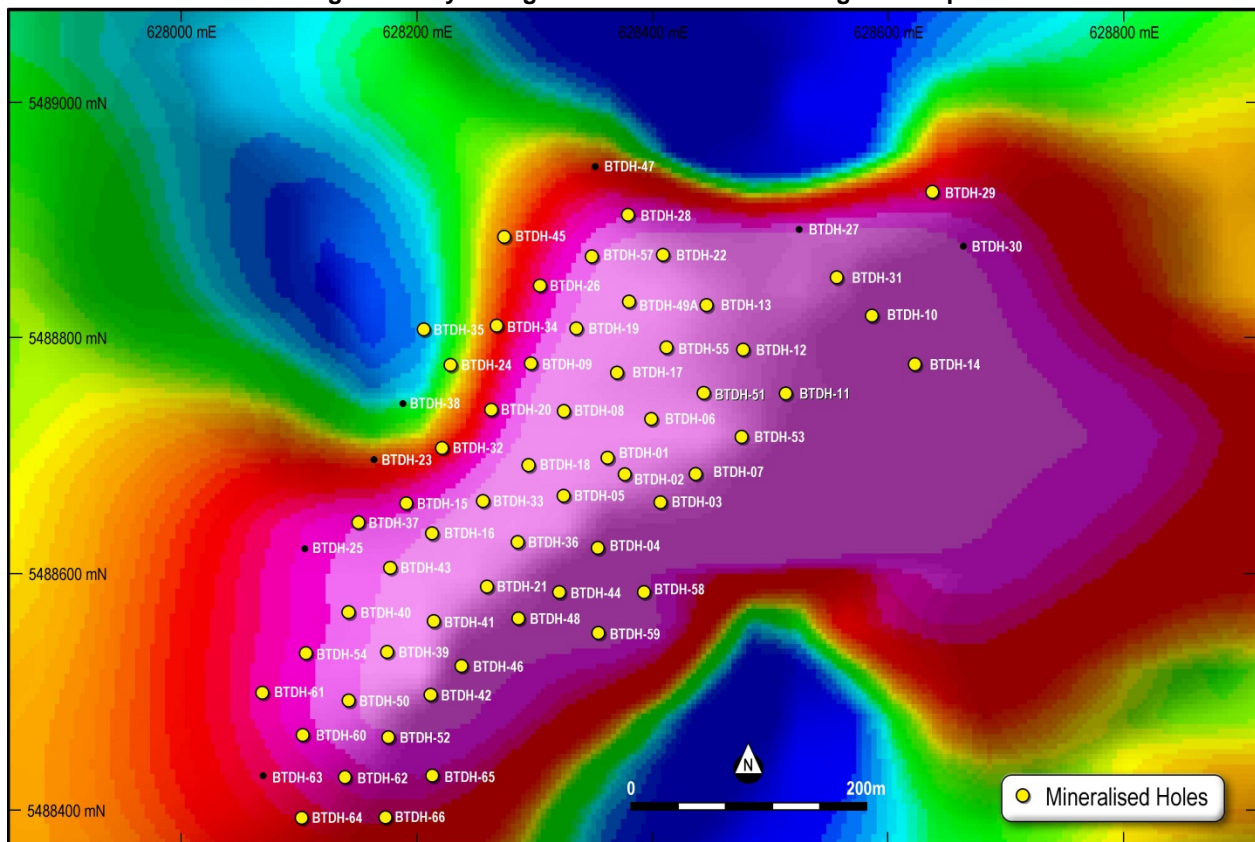 628000 mE 628200 mE 628400 mE 628600 mE 628800 mE
5489000 mN
BTDH-47
BTDH-29
BTDH-28
BTDH-27
BTDH-45
BTDH-30
BTDH-57 BTDH-22
BTDH-31
BTDH-26
BTDH-49A BTDH-13
BTDH-10
5488800 mN
BTDH-35 BTDH-34 BTDH-19
BTDH-55 BTDH-12
BTDH-24 BTDH-09 BTDH-14
BTDH-17
BTDH-51 BTDH-11
BTDH-38
BTDH-20 BTDH-08
BTDH-06
BTDH-53
BTDH-32
BTDH-23 BTDH-01
BTDH-18
BTDH-02 BTDH-07
BTDH-05
BTDH-15 BTDH-33 BTDH-03
BTDH-37
BTDH-16
BTDH-36
BTDH-25 BTDH-04
5488600 mN
BTDH-43
BTDH-21 BTDH-44 BTDH-58
BTDH-40
BTDH-41 BTDH-48
BTDH-59
BTDH-54 BTDH-39
BTDH-46
BTDH-61 BTDH-50 BTDH-42
BTDH-60 BTDH-52
N
BTDH-63 BTDH-62 BTDH-65
0 200m
Mineralised Holes
5488400 mN
BTDH-64 BTDH-66